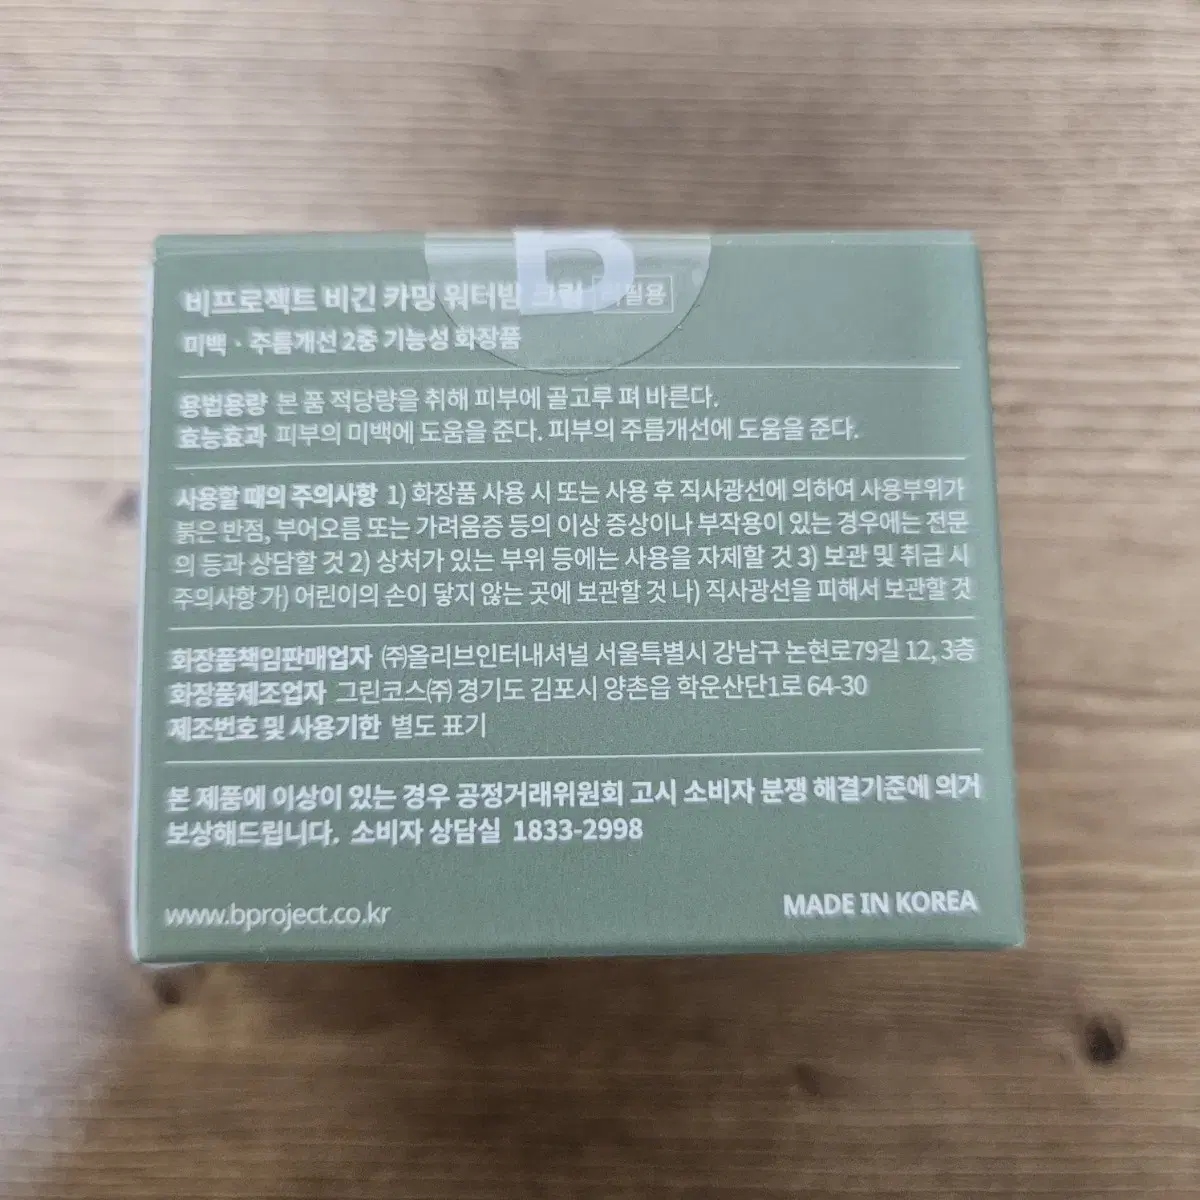 B
비프로젝트 비긴 카밍 워터밤 크림 리필용
미백 · 주름개선 2중 기능성 화장품
용법용량 본 품 적당량을 취해 피부에 골고루 펴 바른다.
효능효과 피부의 미백에 도움을 준다. 피부의 주름개선에 도움을 준다.
사용할 때의 주의사항 1) 화장품 사용 시 또는 사용 후 직사광선에 의하여 사용부위가
붉은 반점, 부어오름 또는 가려움증 등의 이상 증상이나 부작용이 있는 경우에는 전문
의 등과 상담할 것 2) 상처가 있는 부위 등에는 사용을 자제할 것 3) 보관 및 취급 시
주의사항 가) 어린이의 손이 닿지 않는 곳에 보관할 것 나) 직사광선을 피해서 보관할 것
화장품책임판매업자 ㈜올리브인터내셔널 서울특별시 강남구 논현로79길 12, 3층
화장품제조업자 그린코스㈜ 경기도 김포시 양촌읍 학운산단1로 64-30
제조번호 및 사용기한 별도 표기
본 제품에 이상이 있는 경우 공정거래위원회 고시 소비자 분쟁 해결기준에 의거
보상해드립니다. 소비자 상담실 1833-2998
www.bproject.co.kr
MADE IN KOREA